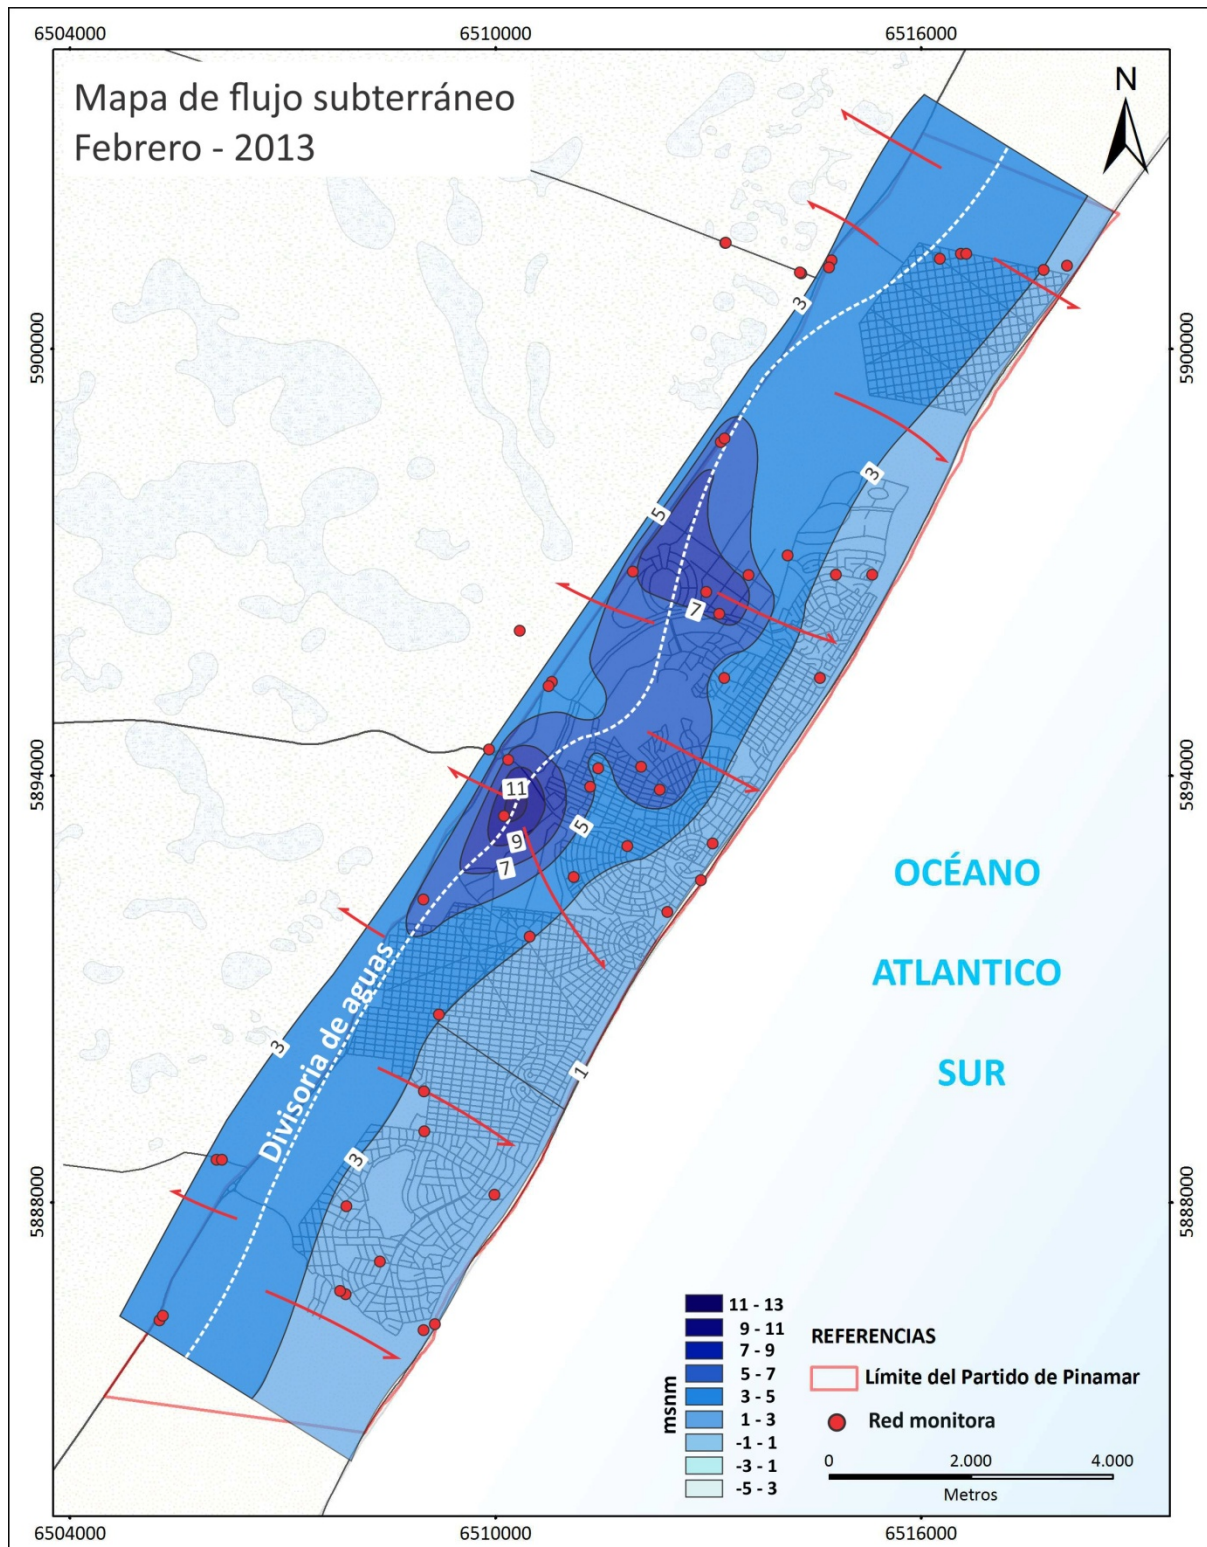 6504000
6510000
6516000
Mapa de flujo subterráneo
Febrero - 2013
N
3
5900000
5900000
3
5
7
11
5894000
5894000
9
5
7
OCÉANO
ATLANTICO
SUR
Divisoria de aguas
3
1
3
5888000
5888000
msnm
11 - 13
9 - 11
7 - 9
5 - 7
3 - 5
1 - 3
-1 - 1
-3 - 1
-5 - 3
REFERENCIAS
Límite del Partido de Pinamar
Red monitora
0
2.000
4.000
Metros
6504000
6510000
6516000